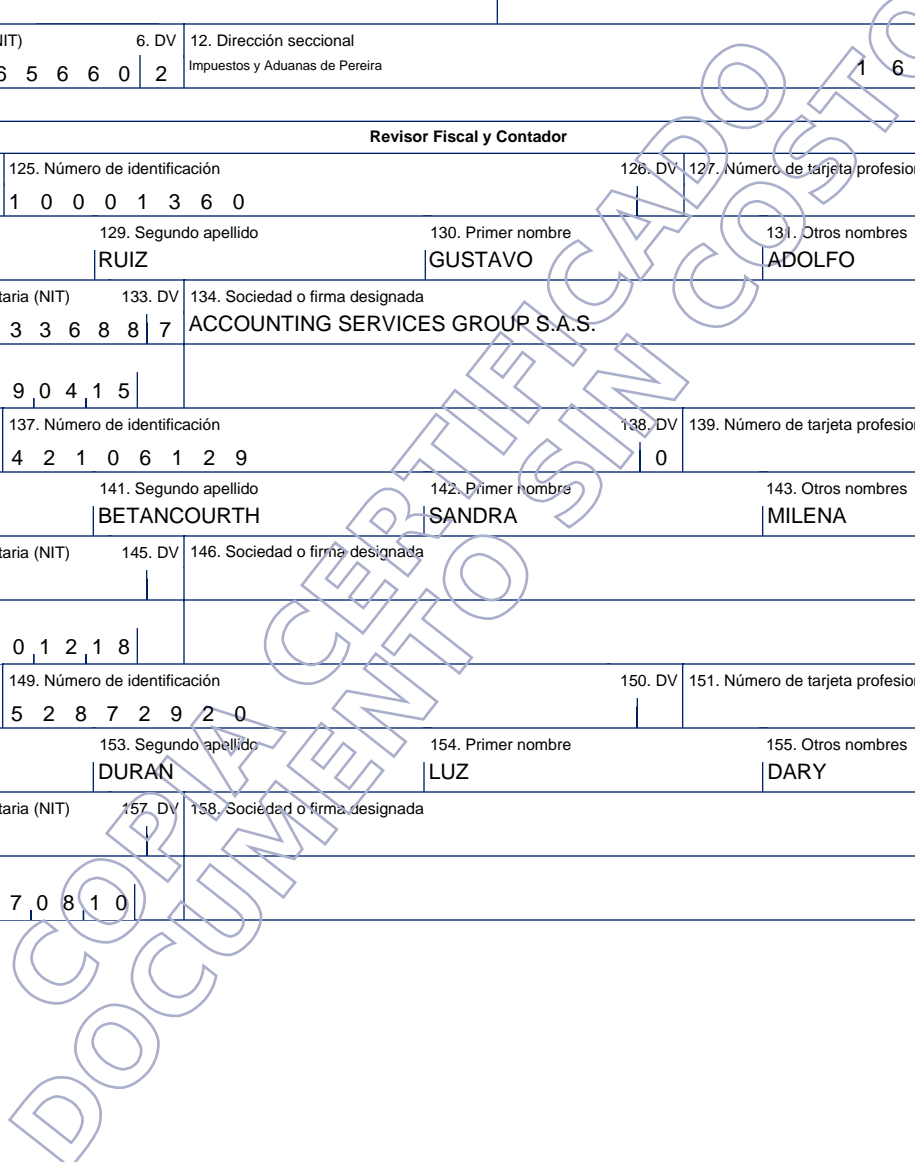 NIT) 6. DV 12. Dirección seccional
6 5 6 6 0 2 Impuestos y Aduanas de Pereira 1 6
Revisor Fiscal y Contador
125. Número de identificación 126. DV 127. Número de tarjeta profesion
1 0 0 0 1 3 6 0
129. Segundo apellido 130. Primer nombre 131. Otros nombres
RUIZ GUSTAVO ADOLFO
taria (NIT) 133. DV 134. Sociedad o firma designada
3 3 6 8 8 7 ACCOUNTING SERVICES GROUP S.A.S.
9 0 4 1 5
137. Número de identificación 138. DV 139. Número de tarjeta profesion
4 2 1 0 6 1 2 9 0
141. Segundo apellido 142. Primer nombre 143. Otros nombres
BETANCOURTH SANDRA MILENA
taria (NIT) 145. DV 146. Sociedad o firma designada
0 1 2 1 8
149. Número de identificación 150. DV 151. Número de tarjeta profesion
5 2 8 7 2 9 2 0
153. Segundo apellido 154. Primer nombre 155. Otros nombres
DURAN LUZ DARY
taria (NIT) 157. DV 158. Sociedad o firma designada
7 0 8 1 0
COPIA CERTIFICADO
DOCUMENTO SIN COSTO